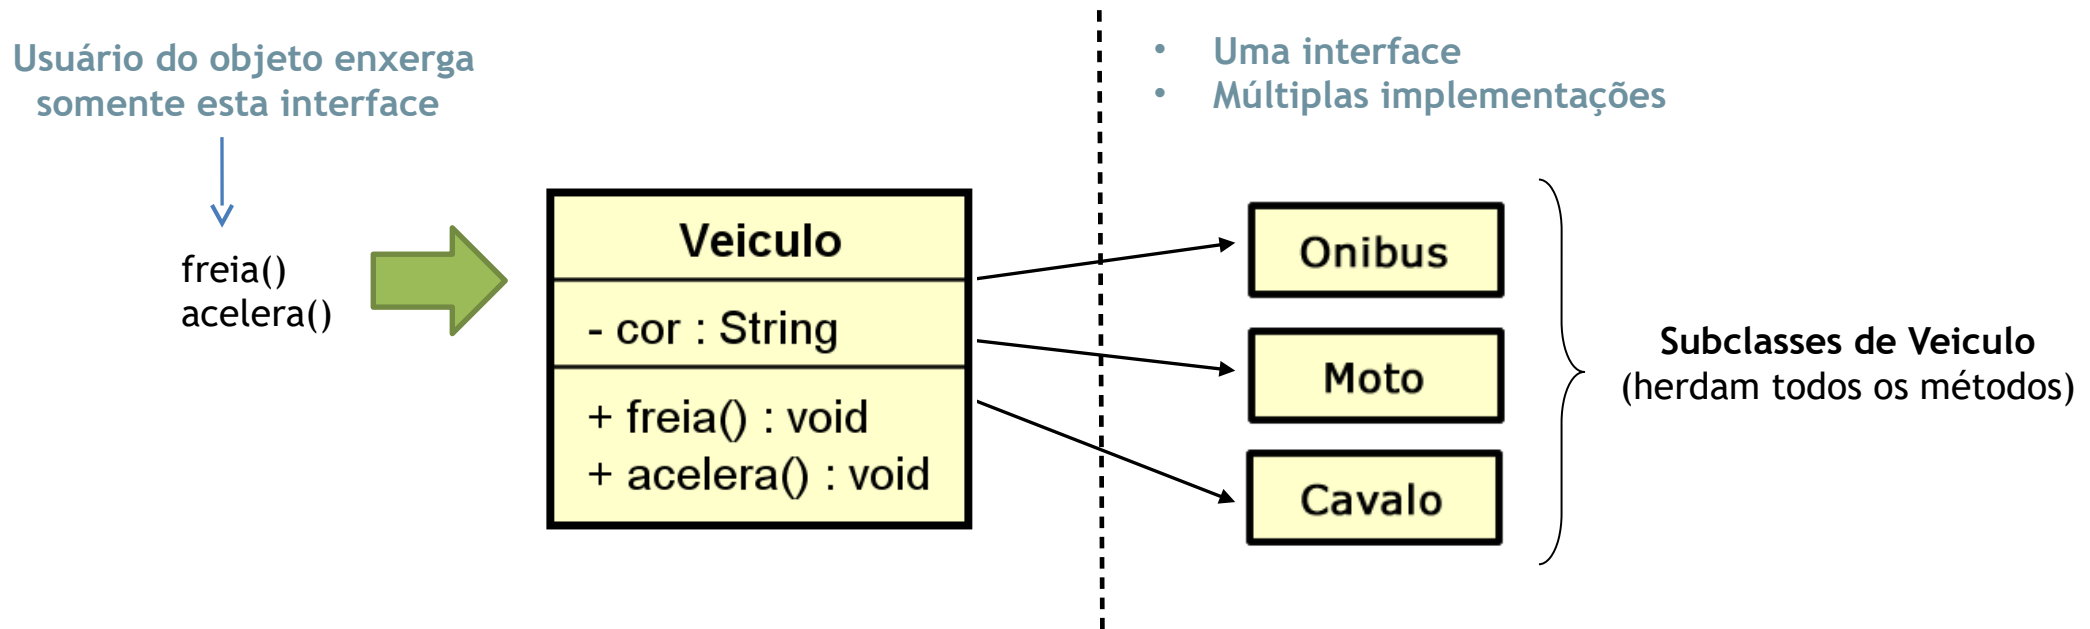 Usuário do objeto enxerga
somente esta interface
freia()
acelera()
Veiculo
- cor : String
+ freia() : void
+ acelera() : void
• Uma interface
• Múltiplas implementações
Onibus
Moto
Cavalo
Subclasses de Veiculo
(herdam todos os métodos)